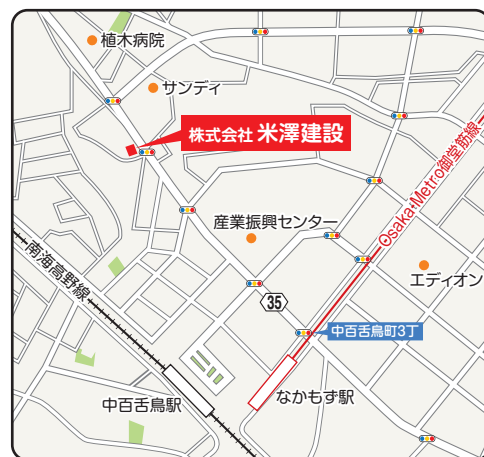 植木病院
サンディ
株式会社 米澤建設
Osaka Metro御堂筋線
産業振興センター
南海高野線
エディオン
35
中百舌鳥町3丁
中百舌鳥駅
なかもず駅